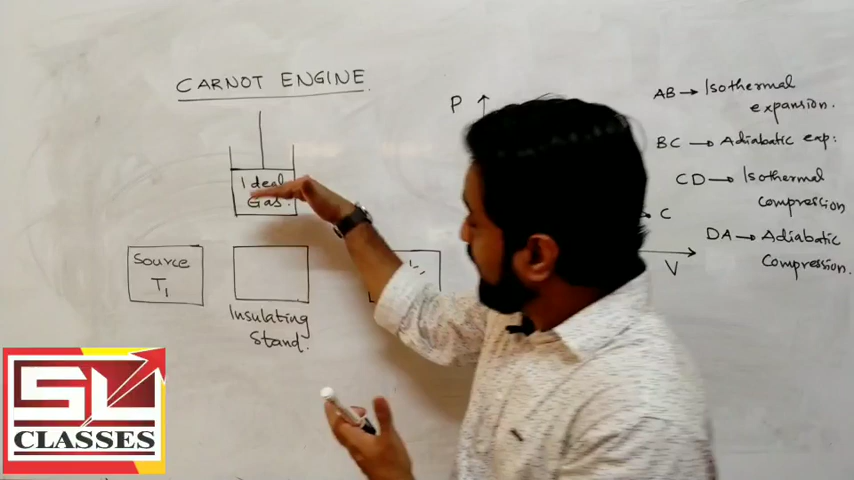 CARNOT ENGINE.
Ideal
Gas.
Source
T1
Insulating
Stand.
P
C
V
AB → Isothermal
expansion.
BC → Adiabatic exp:
CD → Isothermal
compression
DA → Adiabatic
Compression.
SL
CLASSES